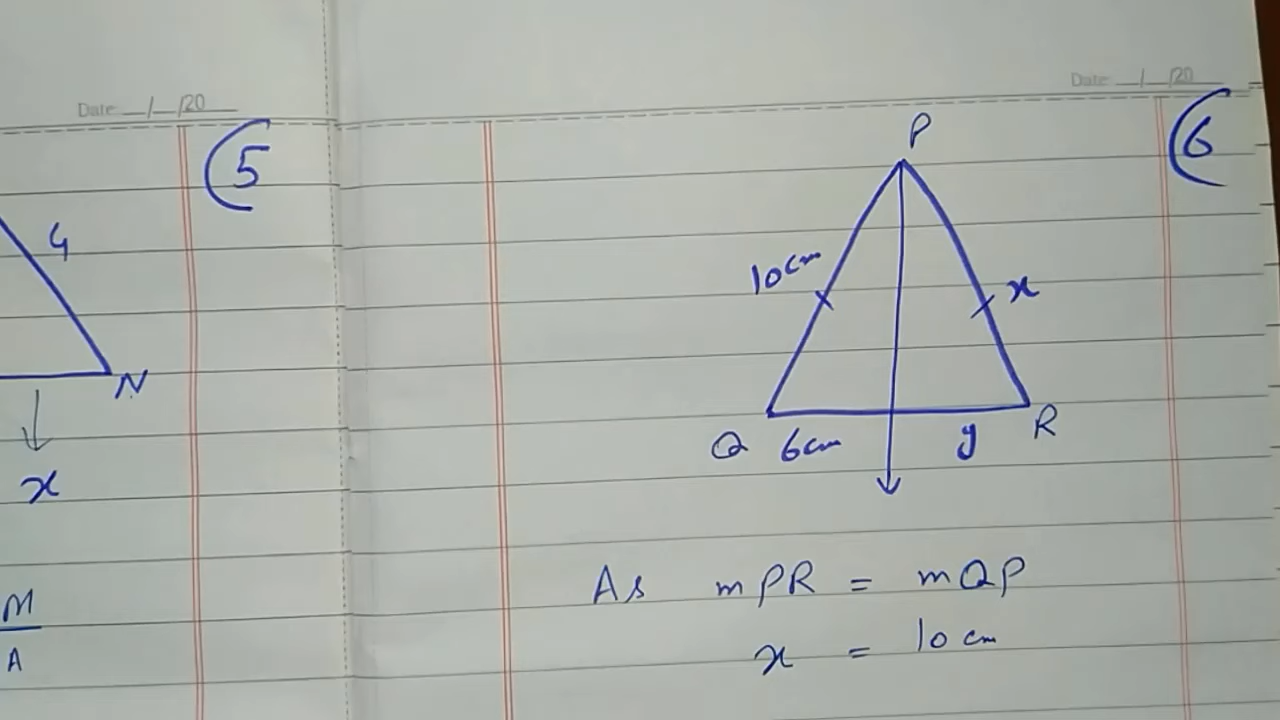 Date __/__/20
5
4
N
x
M
A
Date __/__/20
6
P
10cm
x
Q 6cm y R
As mPR = mQP
x = 10 cm